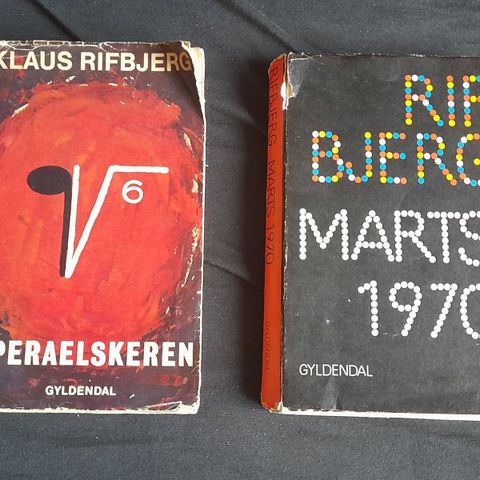 KLAUS RIFBJERG
6
PERAELSKEREN
GYLDENDAL
RIFBJERG MARTS 1970 GYLDENDAL
RIF
BJERG
MARTS
1970
GYLDENDAL